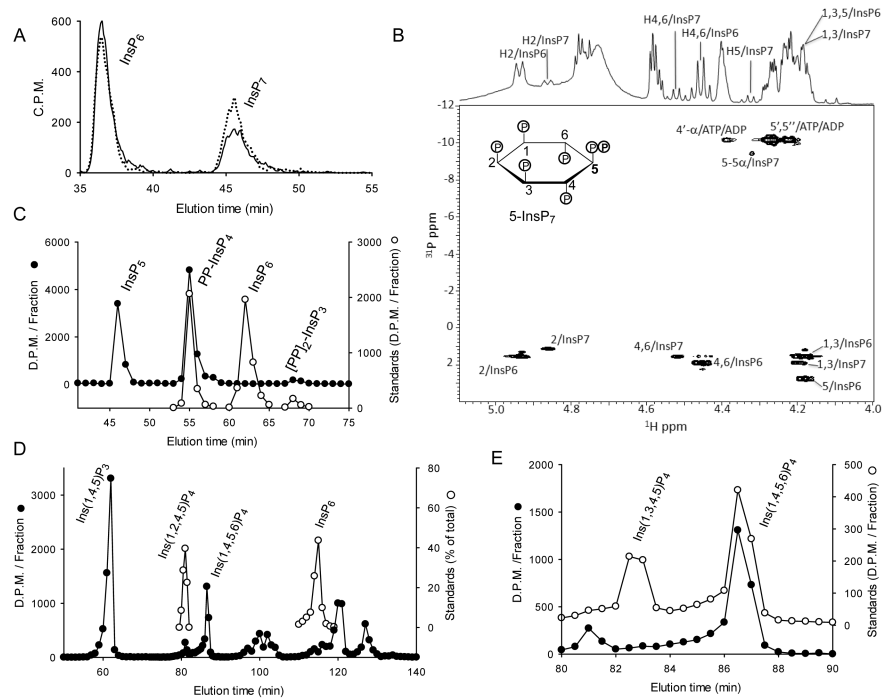 A
600
400
200
0
C.P.M.
InsP6
InsP7
35 40 45 50 55
Elution time (min)
B
H2/InsP6
H2/InsP7
H4,6/InsP7
H4,6/InsP6
H5/InsP7
1,3,5/InsP6
1,3/InsP7
-12
-10
-8
-6
-4
-2
0
2
31P ppm
4'-α/ATP/ADP
5',5''/ATP/ADP
5-5α/InsP7
P P P P P P P
1 2 3 4 5 6
5-InsP7
2/InsP6
2/InsP7
4,6/InsP7
4,6/InsP6
1,3/InsP6
1,3/InsP7
5/InsP6
5.0 4.8 4.6 4.4 4.2 4.0
1H ppm
C
6000
4000
2000
0
D.P.M. / Fraction
InsP5
PP-InsP4
InsP6
[PP]2-InsP3
3000
2000
1000
0
Standards (D.P.M. / Fraction)
45 50 55 60 65 70 75
Elution time (min)
D
3000
2000
1000
0
D.P.M. / Fraction
Ins(1,4,5)P3
Ins(1,2,4,5)P4
Ins(1,4,5,6)P4
InsP6
80
60
40
20
0
Standards (% of total)
60 80 100 120 140
Elution time (min)
E
2000
1500
1000
500
0
D.P.M. /Fraction
Ins(1,3,4,5)P4
Ins(1,4,5,6)P4
500
400
300
200
100
0
Standards (D.P.M. / Fraction)
80 82 84 86 88 90
Elution time (min)